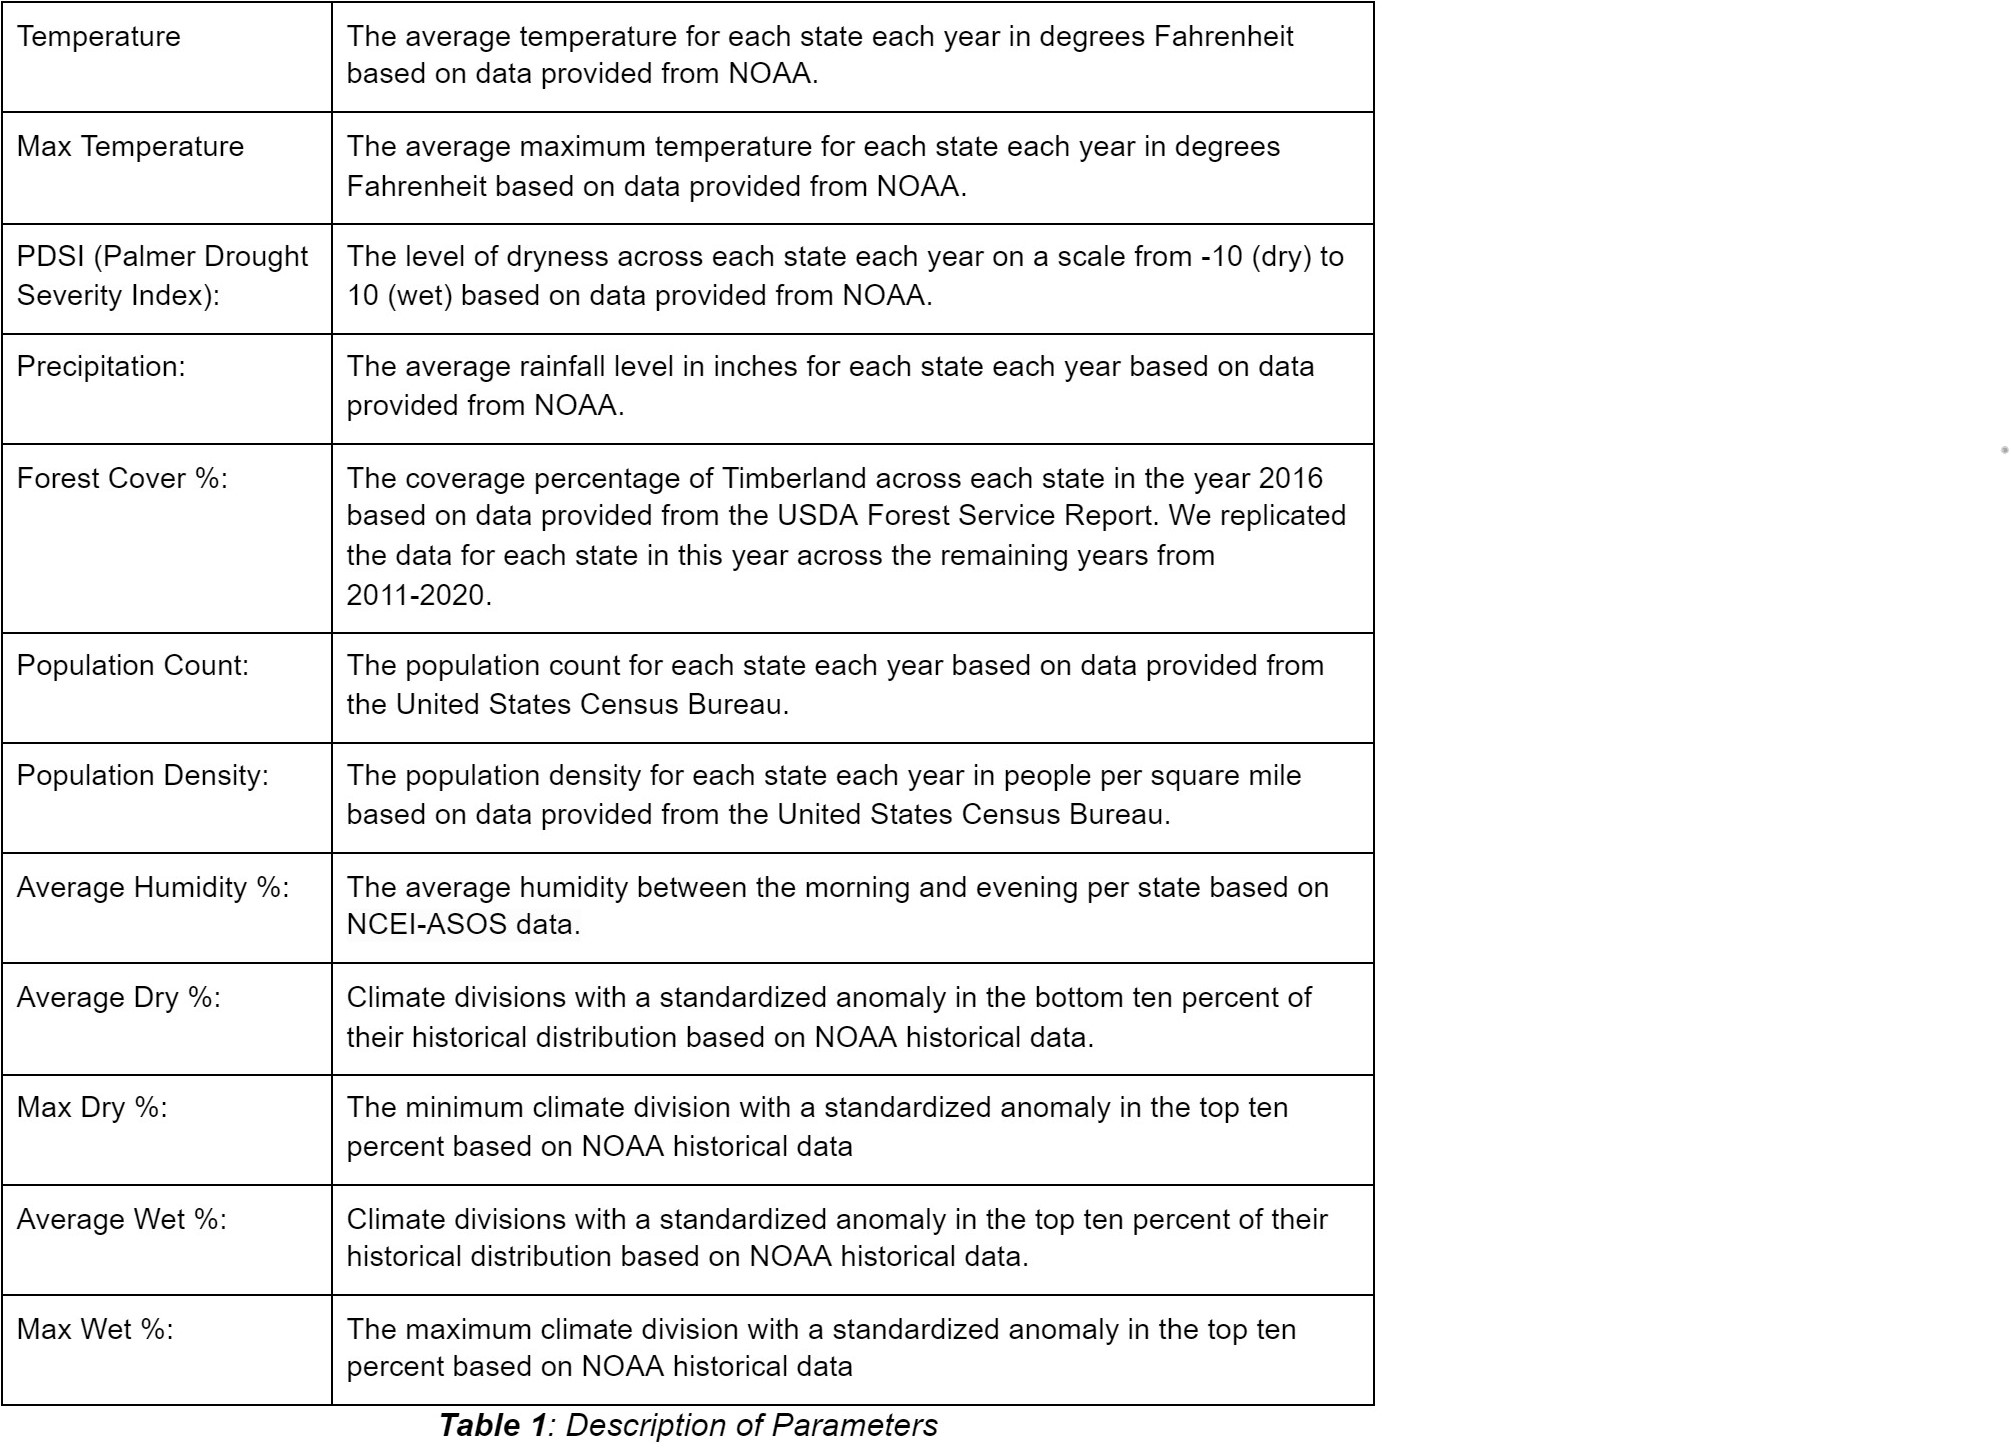 Temperature
The average temperature for each state each year in degrees Fahrenheit
based on data provided from NOAA.
Max Temperature
The average maximum temperature for each state each year in degrees
Fahrenheit based on data provided from NOAA.
PDSI (Palmer Drought
Severity Index):
The level of dryness across each state each year on a scale from -10 (dry) to
10 (wet) based on data provided from NOAA.
Precipitation:
The average rainfall level in inches for each state each year based on data
provided from NOAA.
Forest Cover %:
The coverage percentage of Timberland across each state in the year 2016
based on data provided from the USDA Forest Service Report. We replicated
the data for each state in this year across the remaining years from
2011-2020.
Population Count:
The population count for each state each year based on data provided from
the United States Census Bureau.
Population Density:
The population density for each state each year in people per square mile
based on data provided from the United States Census Bureau.
Average Humidity %:
The average humidity between the morning and evening per state based on
NCEI-ASOS data.
Average Dry %:
Climate divisions with a standardized anomaly in the bottom ten percent of
their historical distribution based on NOAA historical data.
Max Dry %:
The minimum climate division with a standardized anomaly in the top ten
percent based on NOAA historical data
Average Wet %:
Climate divisions with a standardized anomaly in the top ten percent of their
historical distribution based on NOAA historical data.
Max Wet %:
The maximum climate division with a standardized anomaly in the top ten
percent based on NOAA historical data
Table 1: Description of Parameters